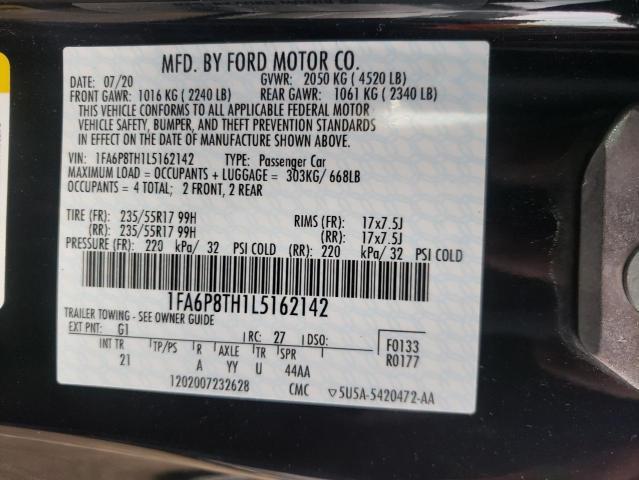 MFD. BY FORD MOTOR CO.
DATE: 07/20 GVWR: 2050 KG (4520 LB)
FRONT GAWR: 1016 KG (2240 LB) REAR GAWR: 1061 KG (2340 LB)
THIS VEHICLE CONFORMS TO ALL APPLICABLE FEDERAL MOTOR
VEHICLE SAFETY, BUMPER, AND THEFT PREVENTION STANDARDS
IN EFFECT ON THE DATE OF MANUFACTURE SHOWN ABOVE.
VIN: 1FA6P8TH1L5162142 TYPE: Passenger Car
MAXIMUM LOAD = OCCUPANTS + LUGGAGE = 303KG/ 668LB
OCCUPANTS = 4 TOTAL; 2 FRONT, 2 REAR
TIRE (FR): 235/55R17 99H RIMS (FR): 17x7.5J
(RR): 235/55R17 99H (RR): 17x7.5J
PRESSURE (FR): 220 kPa/ 32 PSI COLD (RR): 220 kPa/ 32 PSI COLD
1FA6P8TH1L5162142
TRAILER TOWING - SEE OWNER GUIDE
EXT PNT: G1 RC: 27 DSO: F0133
INT TR TP/PS R AXLE TR SPR R0177
21 A YY U 44AA
1202007232628 CMC ▽5U5A-5420472-AA